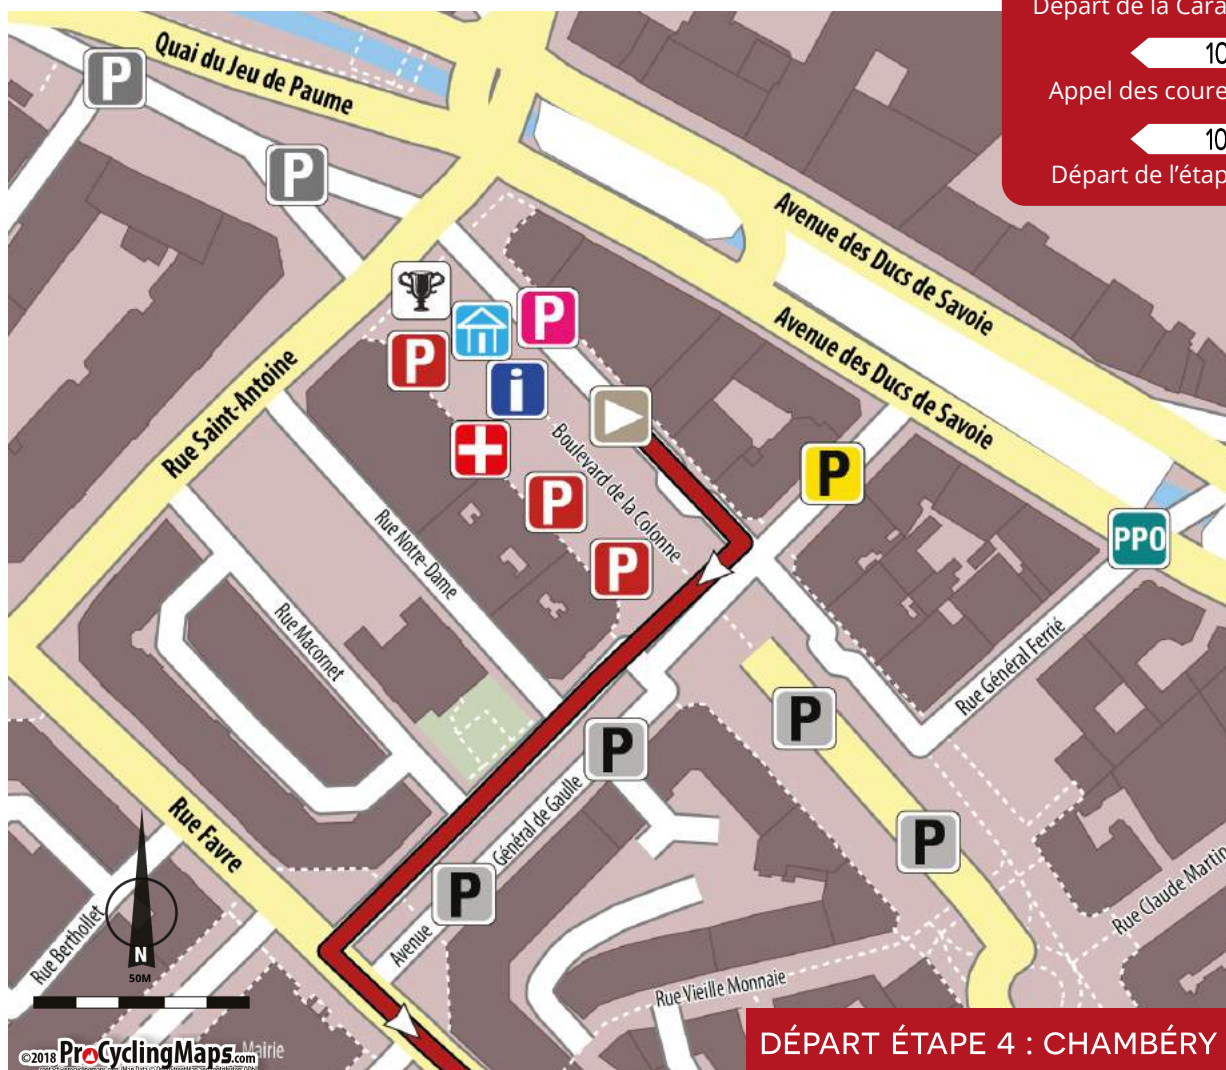 Départ de la Cara
10
Appel des coure
10
Départ de l'étap
Quai du Jeu de Paume
P
P
Avenue des Ducs de Savoie
Avenue des Ducs de Savoie
P
P
i
Rue Saint-Antoine
Boulevard de la Colonne
P
P
P
PPO
Rue Notre-Dame
Rue Macornet
Rue Général Ferrié
P
P
P
P
Avenue Général de Gaulle
Rue Favre
Rue Berthollet
Rue Claude Martin
Rue Vieille Monnaie
N
50M
Mairie
©2018 ProCyclingMaps.com
DÉPART ÉTAPE 4 : CHAMBÉRY